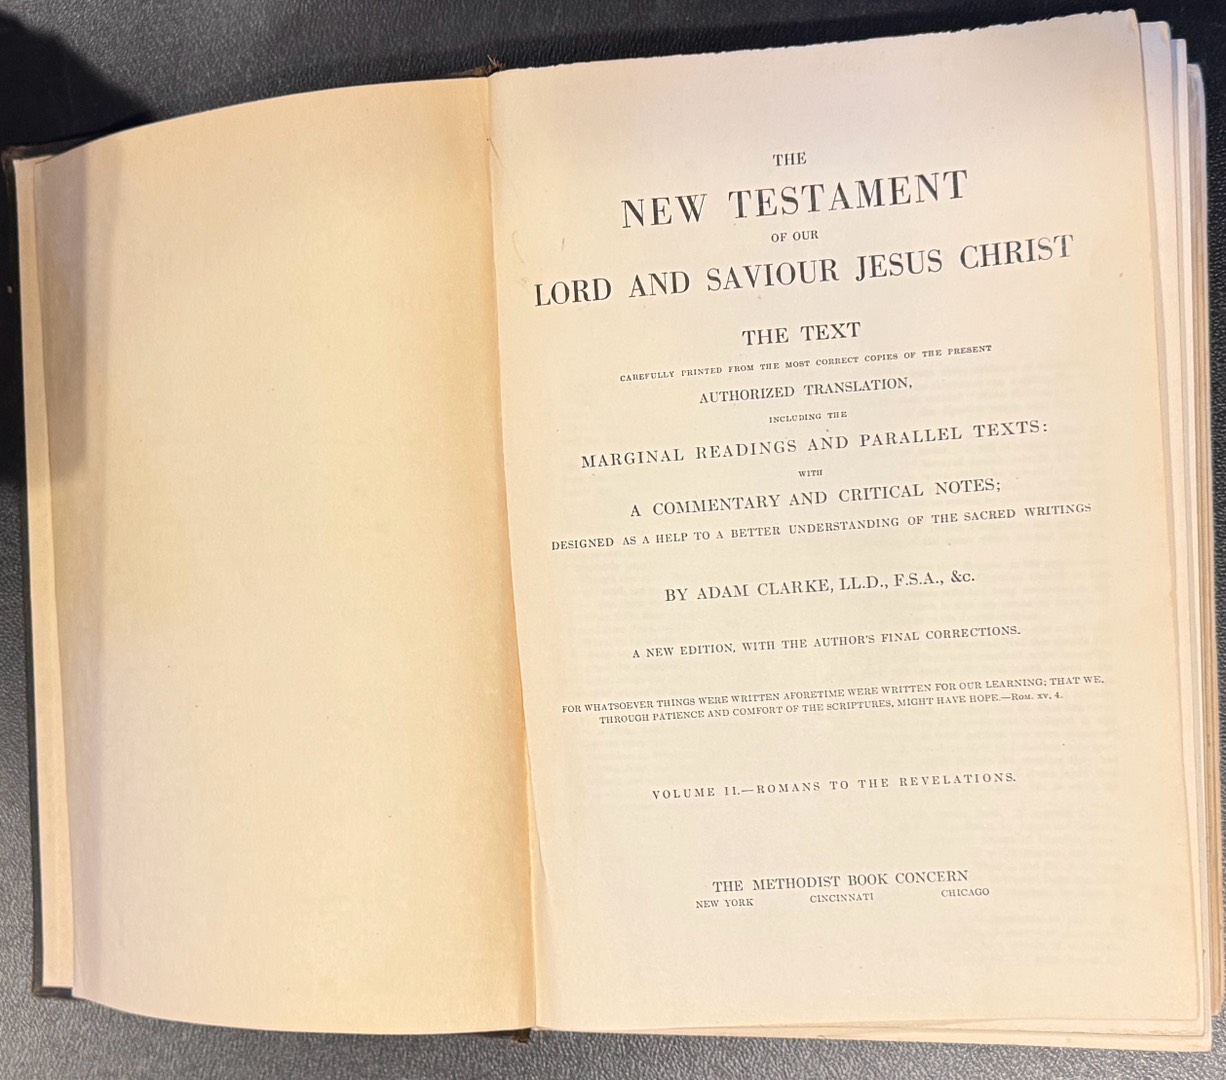 THE
NEW TESTAMENT
OF OUR
LORD AND SAVIOUR JESUS CHRIST
THE TEXT
CAREFULLY PRINTED FROM THE MOST CORRECT COPIES OF THE PRESENT
AUTHORIZED TRANSLATION,
INCLUDING THE
MARGINAL READINGS AND PARALLEL TEXTS:
WITH
A COMMENTARY AND CRITICAL NOTES;
DESIGNED AS A HELP TO A BETTER UNDERSTANDING OF THE SACRED WRITINGS
BY ADAM CLARKE, LL.D., F.S.A., &c.
A NEW EDITION, WITH THE AUTHOR'S FINAL CORRECTIONS.
FOR WHATSOEVER THINGS WERE WRITTEN AFORETIME WERE WRITTEN FOR OUR LEARNING; THAT WE,
THROUGH PATIENCE AND COMFORT OF THE SCRIPTURES, MIGHT HAVE HOPE.—ROM. xv, 4.
VOLUME II.—ROMANS TO THE REVELATIONS.
THE METHODIST BOOK CONCERN
NEW YORK CINCINNATI CHICAGO